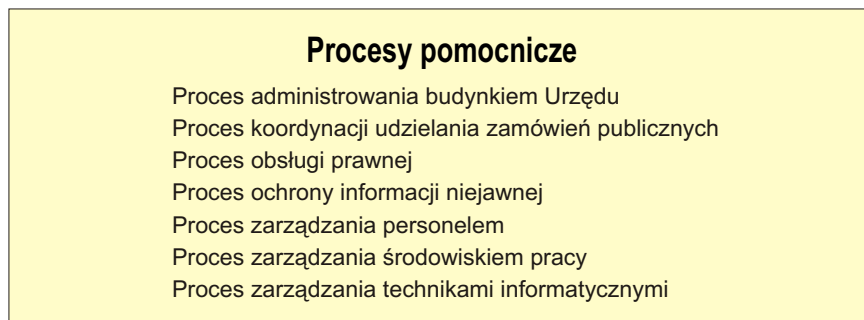 Procesy pomocnicze
Proces administrowania budynkiem Urzędu
Proces koordynacji udzielania zamówień publicznych
Proces obsługi prawnej
Proces ochrony informacji niejawnej
Proces zarządzania personelem
Proces zarządzania środowiskiem pracy
Proces zarządzania technikami informatycznymi